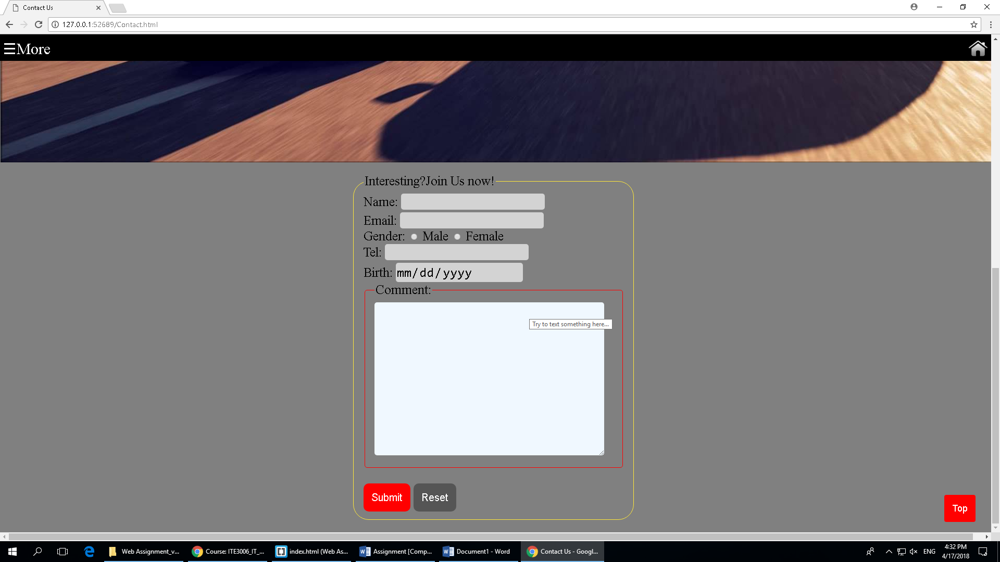 Contact Us
127.0.0.1:52689/Contact.html
☰More
Interesting?Join Us now!
Name:
Email:
Gender: Male Female
Tel:
Birth: mm/dd/yyyy
Comment:
Try to text something here...
Submit Reset
Top
Web Assignment_v...
Course: ITE3006_IT_...
index.html (Web As...
Assignment [Comp...
Document1 - Word
Contact Us - Googl...
ENG
4:32 PM
4/17/2018